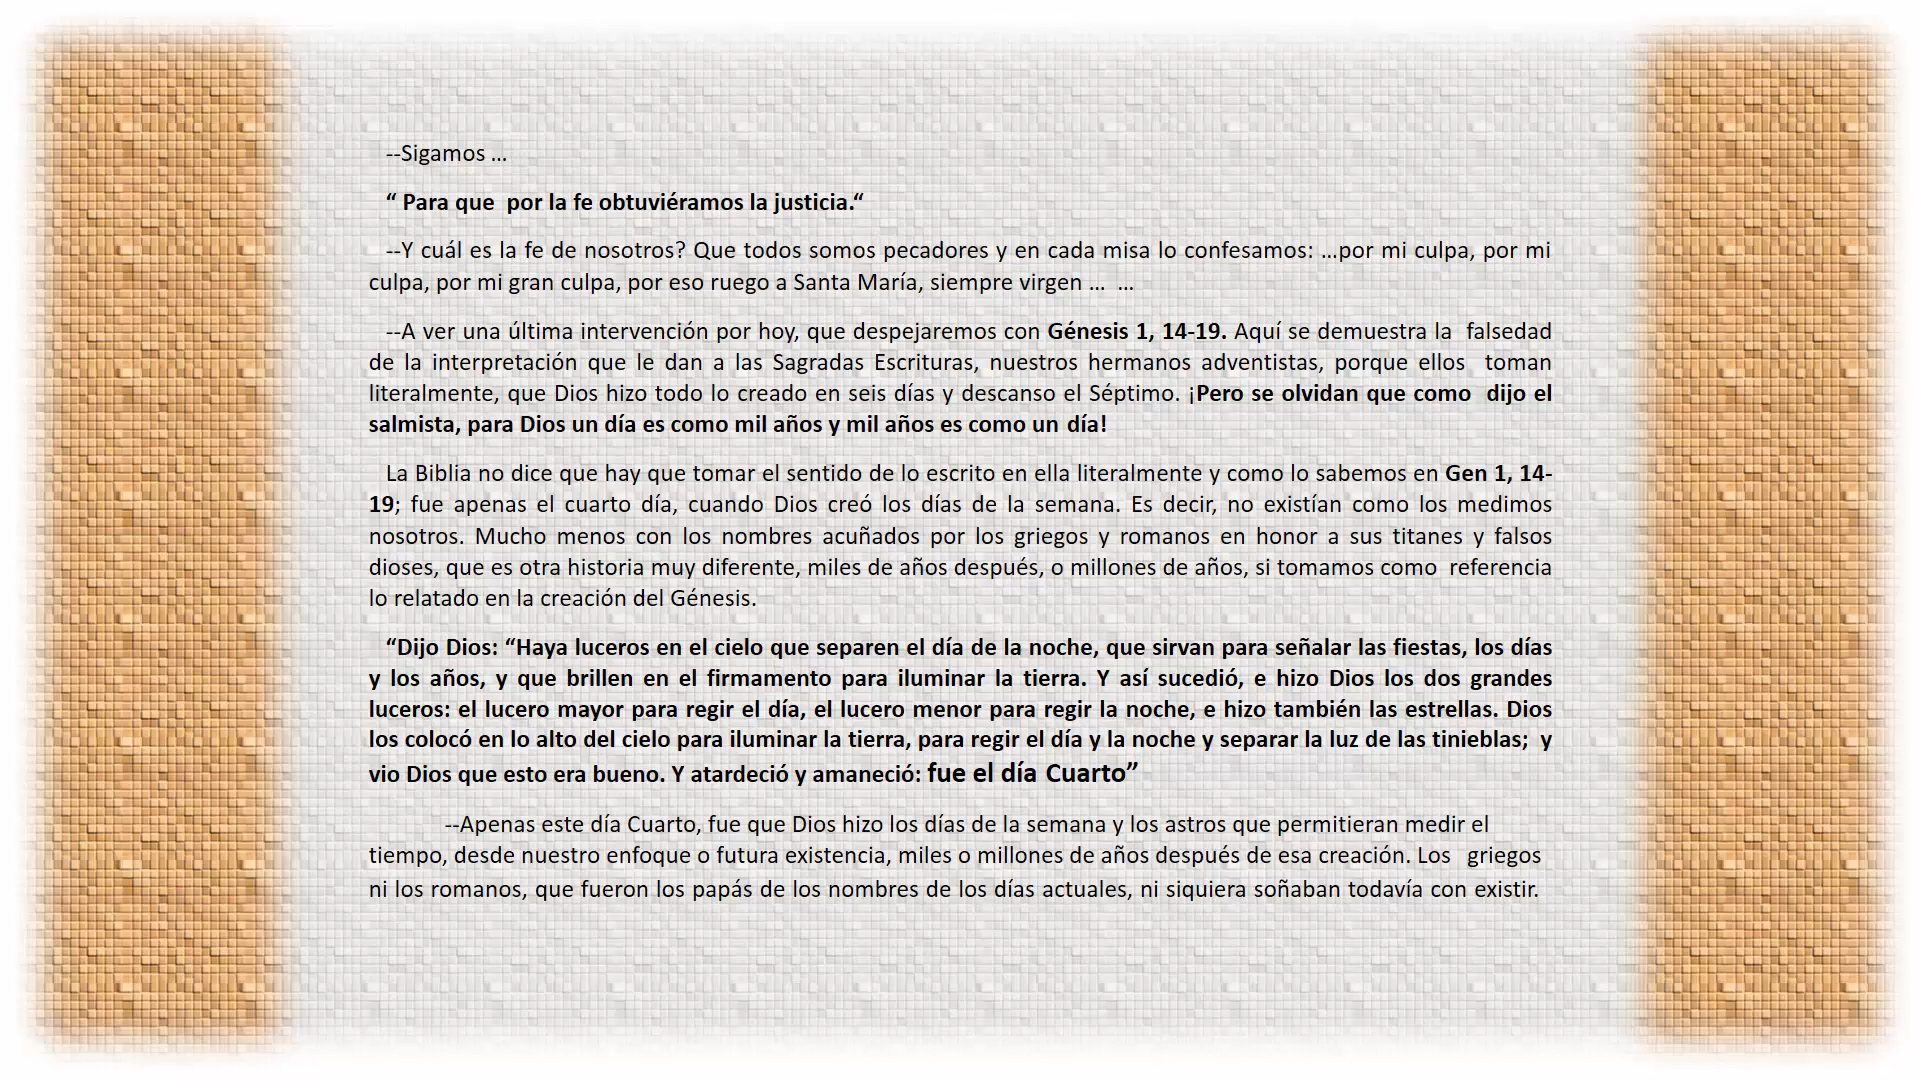 --Sigamos ...
“ Para que  por la fe obtuviéramos la justicia.“
--Y cuál es la fe de nosotros? Que todos somos pecadores y en cada misa lo confesamos: ...por mi culpa, por mi
culpa, por mi gran culpa, por eso ruego a Santa María, siempre virgen ...  ...
--A ver una última intervención por hoy, que despejaremos con Génesis 1, 14-19. Aquí se demuestra la  falsedad
de la interpretación que le dan a las Sagradas Escrituras, nuestros hermanos adventistas, porque ellos  toman
literalmente, que Dios hizo todo lo creado en seis días y descanso el Séptimo. ¡Pero se olvidan que como  dijo el
salmista, para Dios un día es como mil años y mil años es como un día!
La Biblia no dice que hay que tomar el sentido de lo escrito en ella literalmente y como lo sabemos en Gen 1, 14-
19; fue apenas el cuarto día, cuando Dios creó los días de la semana. Es decir, no existían como los medimos
nosotros. Mucho menos con los nombres acuñados por los griegos y romanos en honor a sus titanes y falsos
dioses, que es otra historia muy diferente, miles de años después, o millones de años, si tomamos como  referencia
lo relatado en la creación del Génesis.
“Dijo Dios: “Haya luceros en el cielo que separen el día de la noche, que sirvan para señalar las fiestas, los días
y los años, y que brillen en el firmamento para iluminar la tierra. Y así sucedió, e hizo Dios los dos grandes
luceros: el lucero mayor para regir el día, el lucero menor para regir la noche, e hizo también las estrellas. Dios
los colocó en lo alto del cielo para iluminar la tierra, para regir el día y la noche y separar la luz de las tinieblas;  y
vio Dios que esto era bueno. Y atardeció y amaneció: fue el día Cuarto”
--Apenas este día Cuarto, fue que Dios hizo los días de la semana y los astros que permitieran medir el
tiempo, desde nuestro enfoque o futura existencia, miles o millones de años después de esa creación. Los  griegos
ni los romanos, que fueron los papás de los nombres de los días actuales, ni siquiera soñaban todavía con existir.